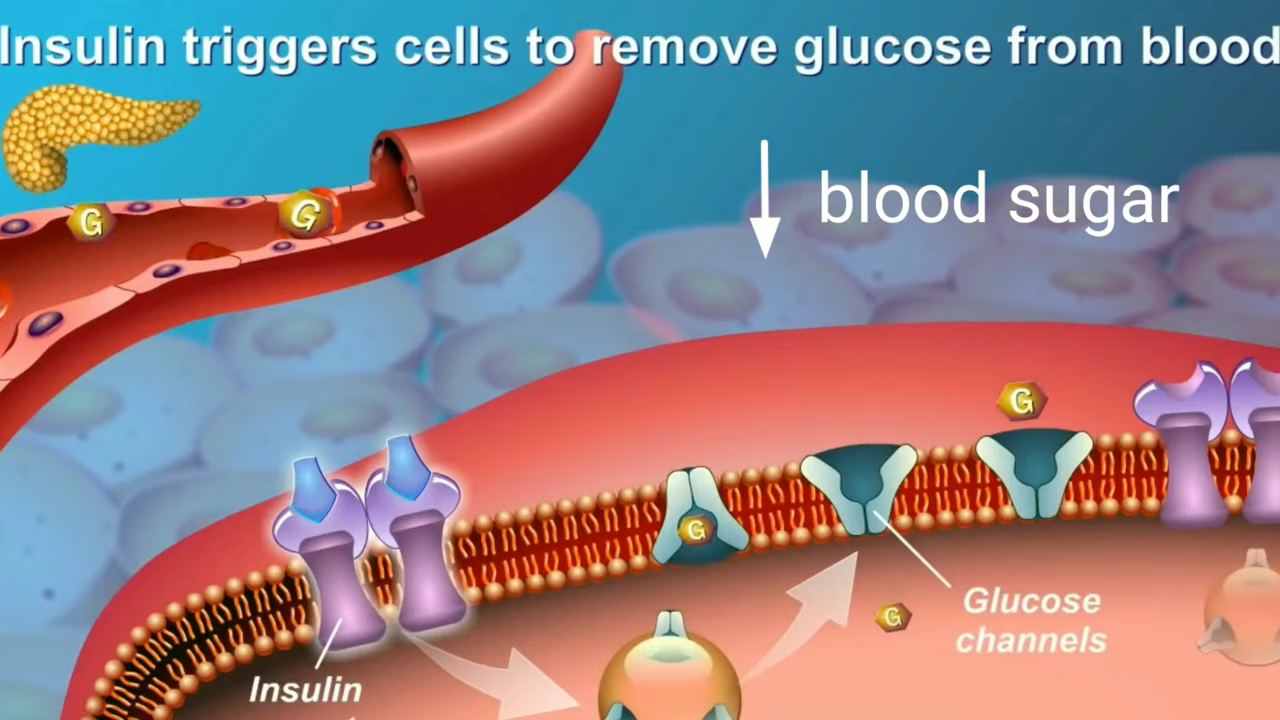 Insulin triggers cells to remove glucose from blood
↓ blood sugar
G
G
G
G
G
Glucose
channels
Insulin